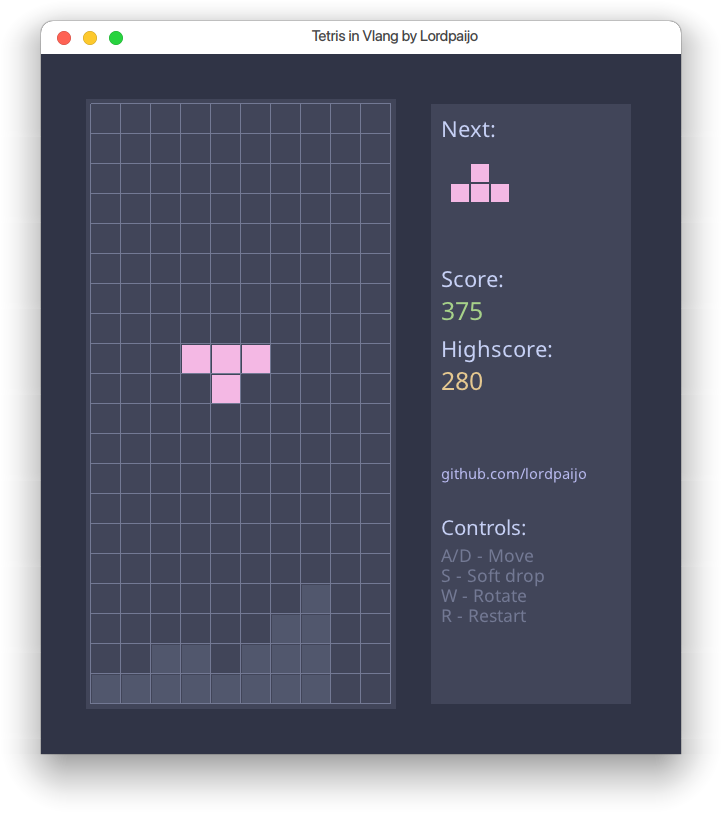 Tetris in Vlang by Lordpaijo
Next:
Score:
375
Highscore:
280
github.com/lordpaijo
Controls:
A/D - Move
S - Soft drop
W - Rotate
R - Restart